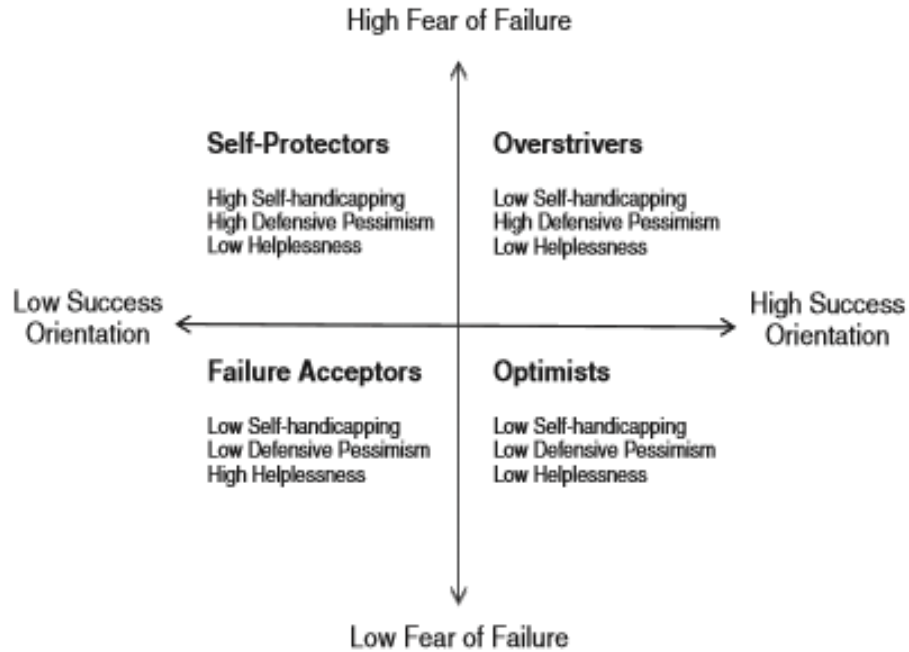 High Fear of Failure
Self-Protectors
High Self-handicapping
High Defensive Pessimism
Low Helplessness
Overstrivers
Low Self-handicapping
High Defensive Pessimism
Low Helplessness
Low Success
Orientation
High Success
Orientation
Failure Acceptors
Low Self-handicapping
Low Defensive Pessimism
High Helplessness
Optimists
Low Self-handicapping
Low Defensive Pessimism
Low Helplessness
Low Fear of Failure